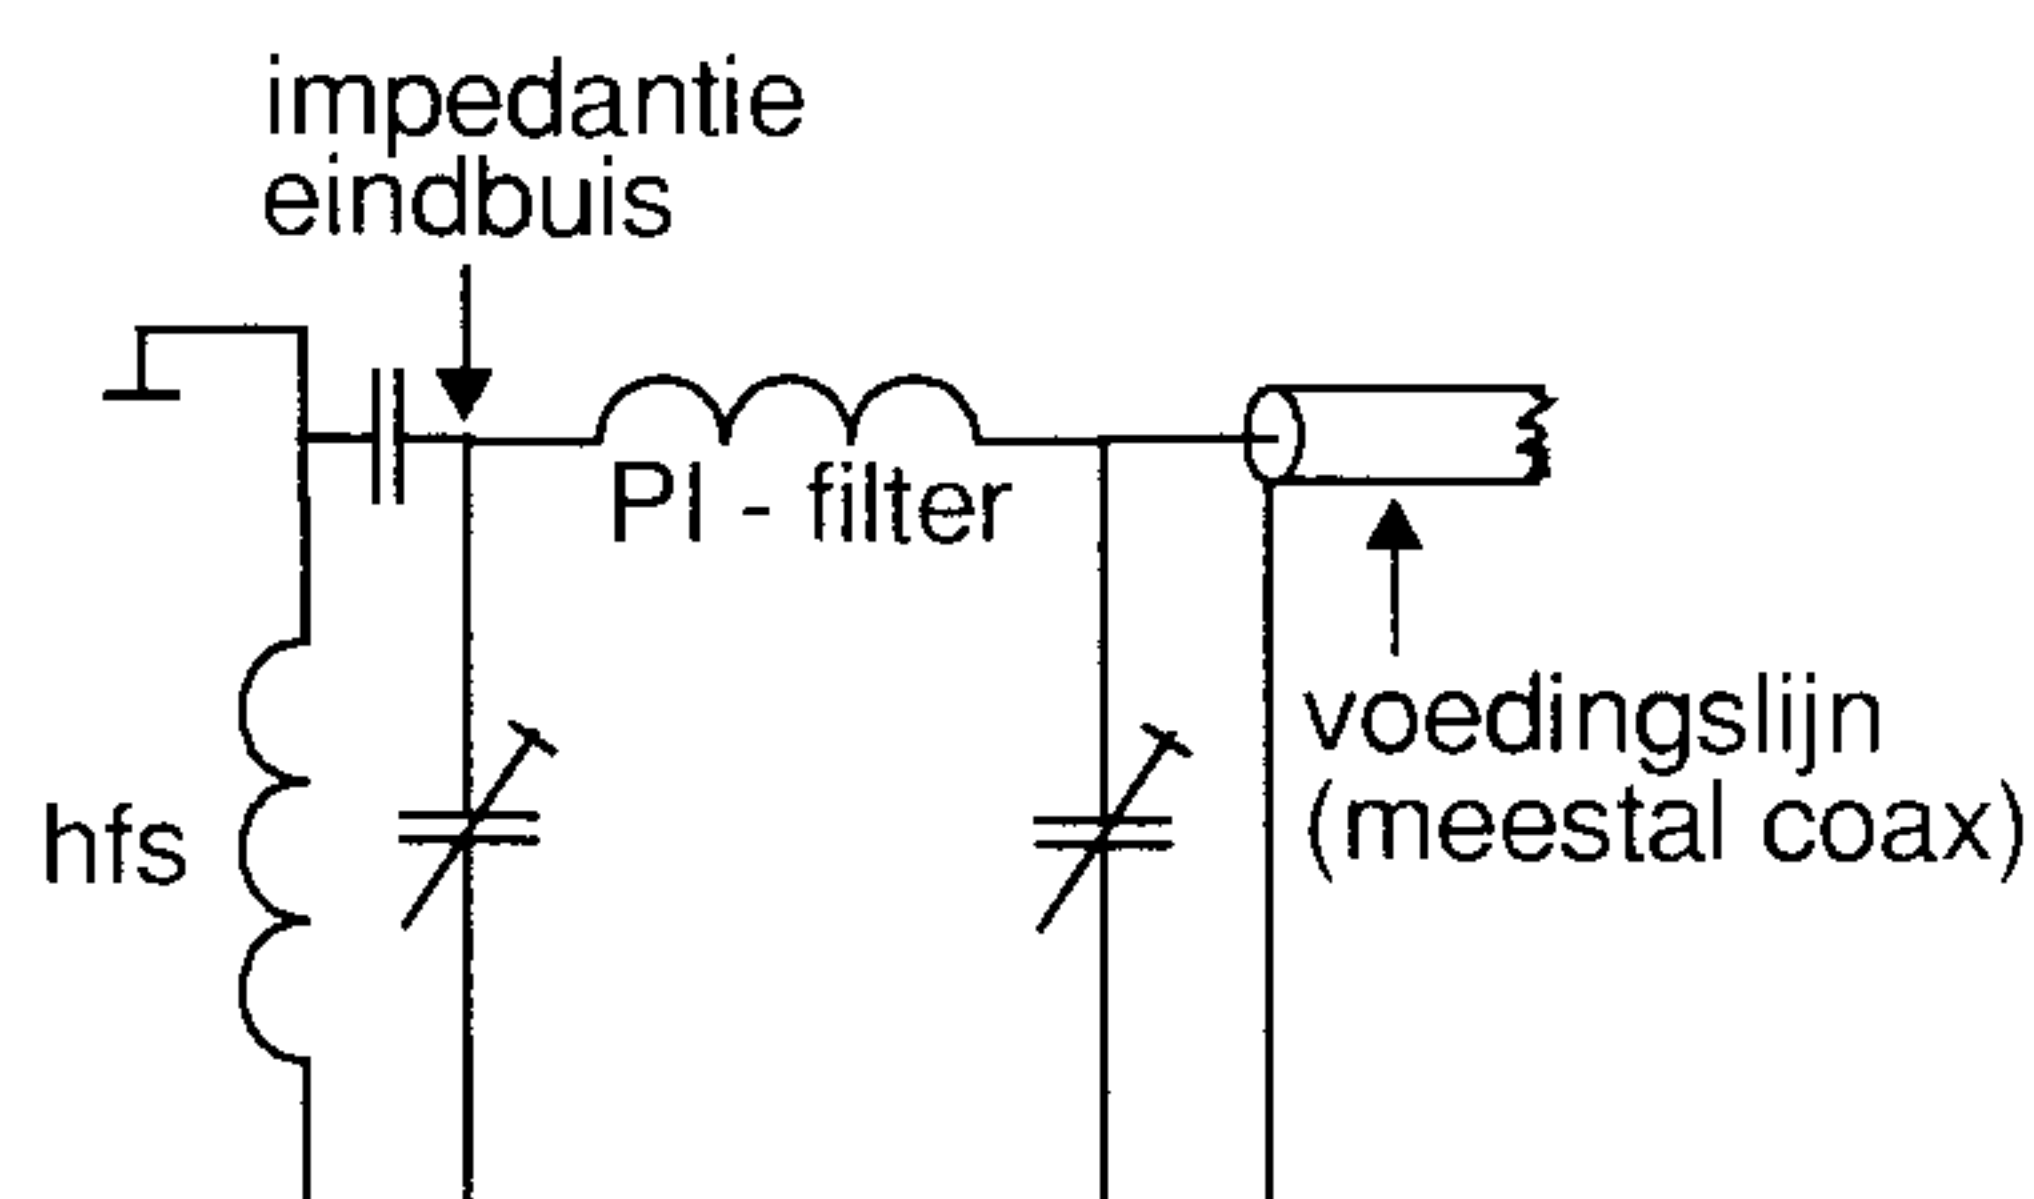 impedantie
eindbuis
PI - filter
voedingslijn
(meestal coax)
hfs